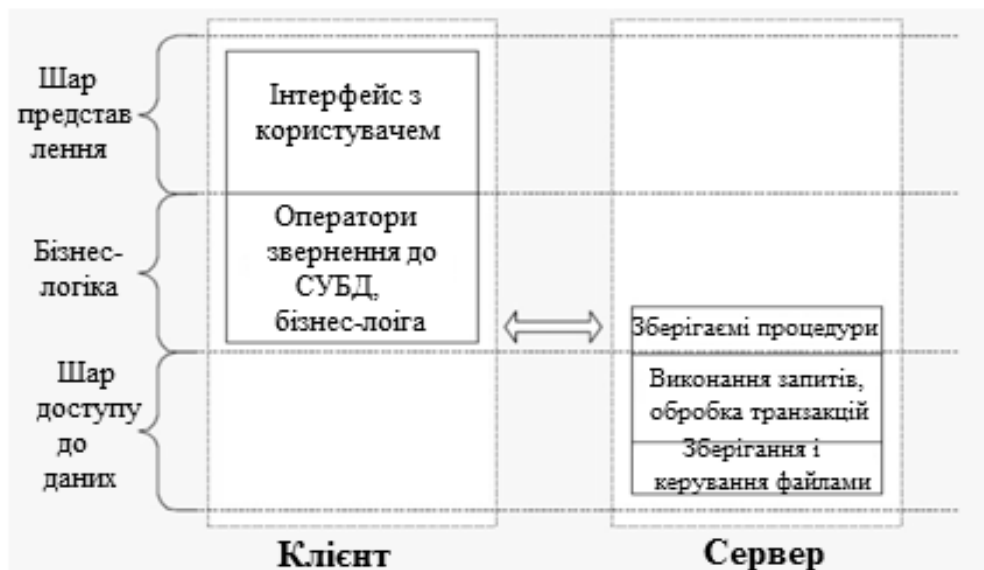 Шар
представ
лення
Бізнес-
логіка
Шар
доступу
до
даних
Інтерфейс з
користувачем
Оператори
звернення до
СУБД,
бізнес-лоіга
Зберігаємі процедури
Виконання запитів,
обробка транзакцій
Зберігання і
керування файлами
Клієнт
Сервер